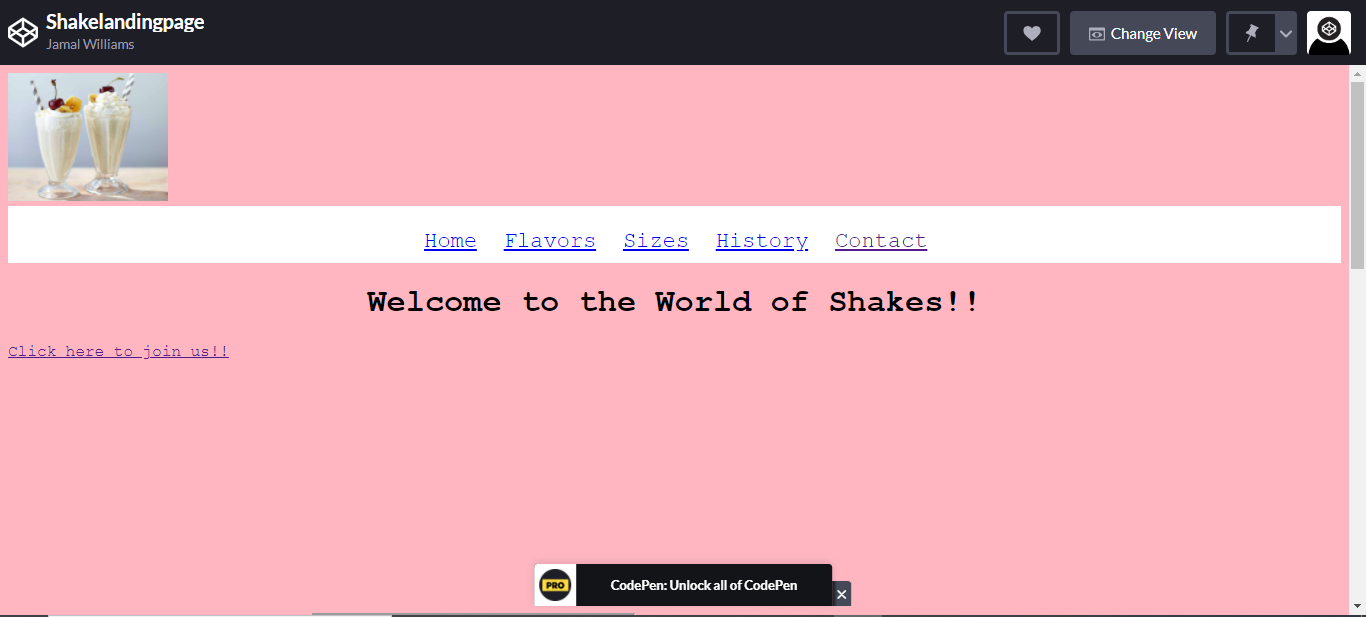 Shakelandingpage
Jamal Williams
Change View
Home Flavors Sizes History Contact
Welcome to the World of Shakes!!
Click here to join us!!
PRO
CodePen: Unlock all of CodePen